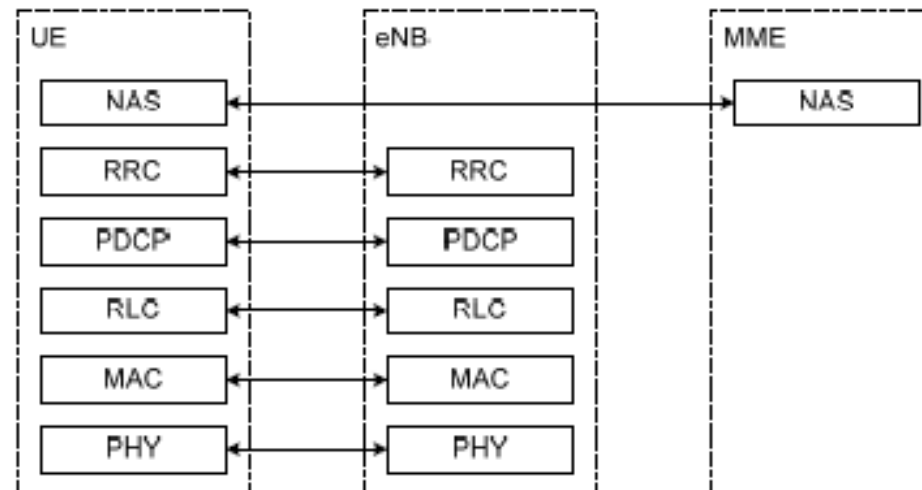 UE eNB MME
NAS NAS
RRC RRC
PDCP PDCP
RLC RLC
MAC MAC
PHY PHY